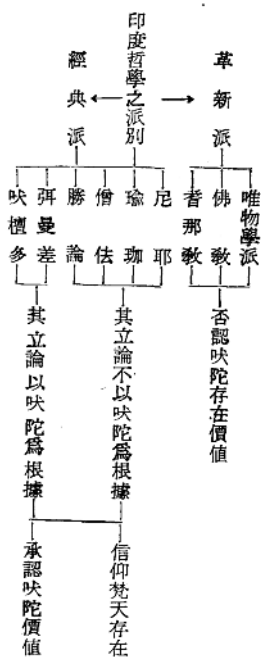 印度哲學之派別
革新派
唯物學派
佛教
耆那教
否認吠陀存在價値
經典派
尼耶
瑜珈
僧佉
勝論
其立論不以吠陀爲根據
弭曼差
吠檀多
其立論以吠陀爲根據
信仰梵天存在
承認吠陀價値